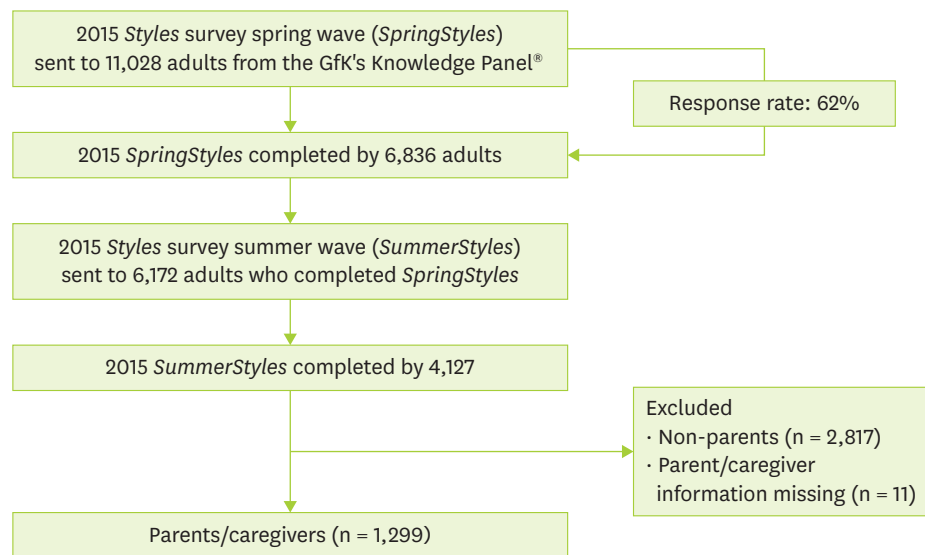 2015 Styles survey spring wave (SpringStyles)
sent to 11,028 adults from the GfK's Knowledge Panel®
Response rate: 62%
2015 SpringStyles completed by 6,836 adults
2015 Styles survey summer wave (SummerStyles)
sent to 6,172 adults who completed SpringStyles
2015 SummerStyles completed by 4,127
Excluded
· Non-parents (n = 2,817)
· Parent/caregiver
information missing (n = 11)
Parents/caregivers (n = 1,299)